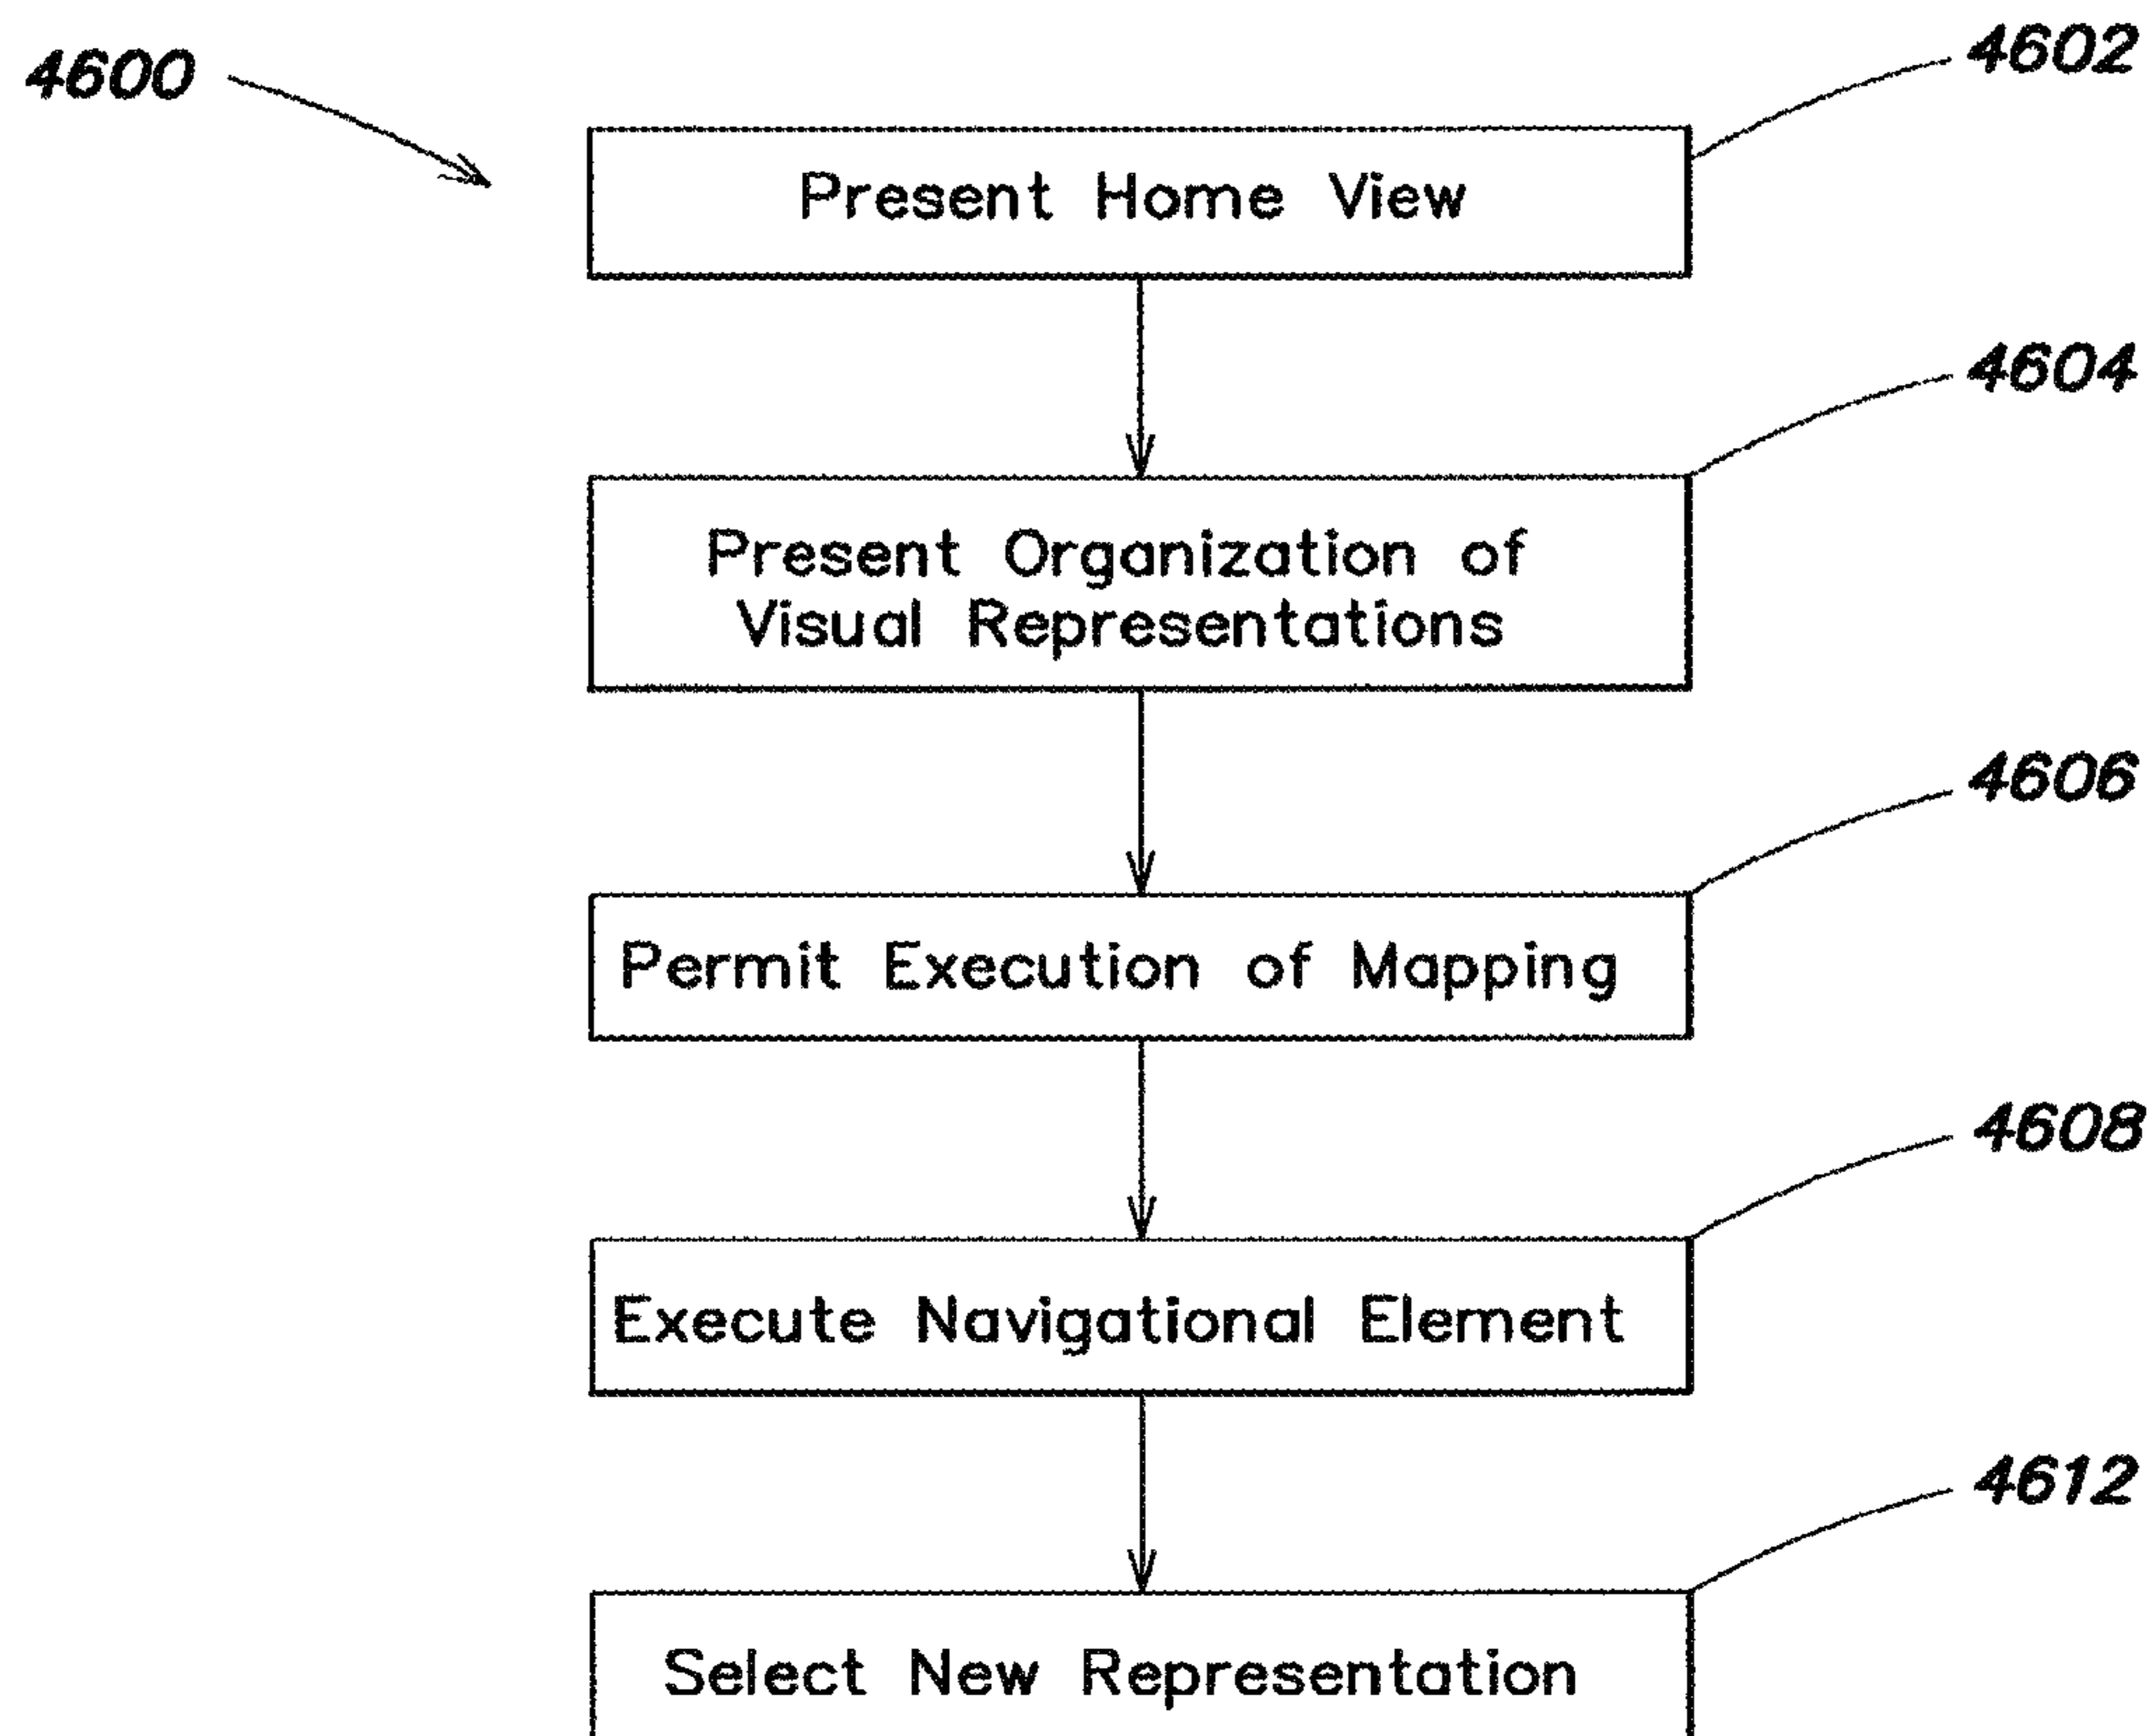 4600
4602
Present Home View
4604
Present Organization of
Visual Representations
4606
Permit Execution of Mapping
4608
Execute Navigational Element
4612
Select New Representation